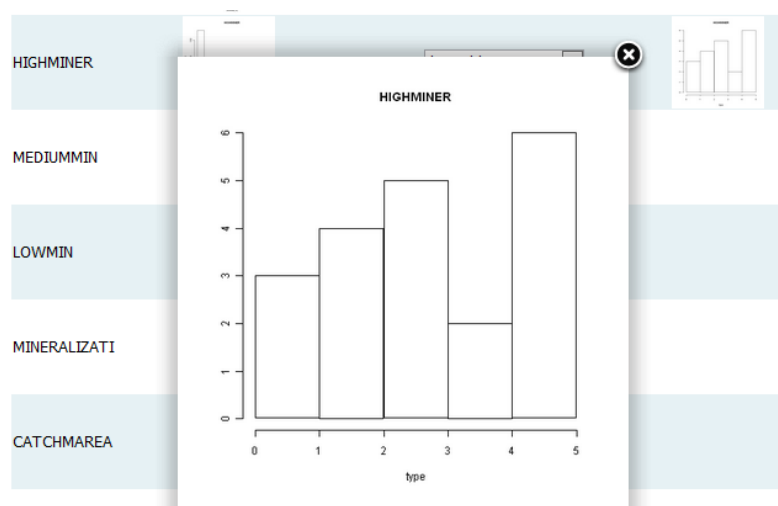 HIGHMINER
HIGHMINER
6
5
4
3
2
1
0
0 1 2 3 4 5
type
MEDIUMMIN
LOWMIN
MINERALIZATI
CATCHMAREA